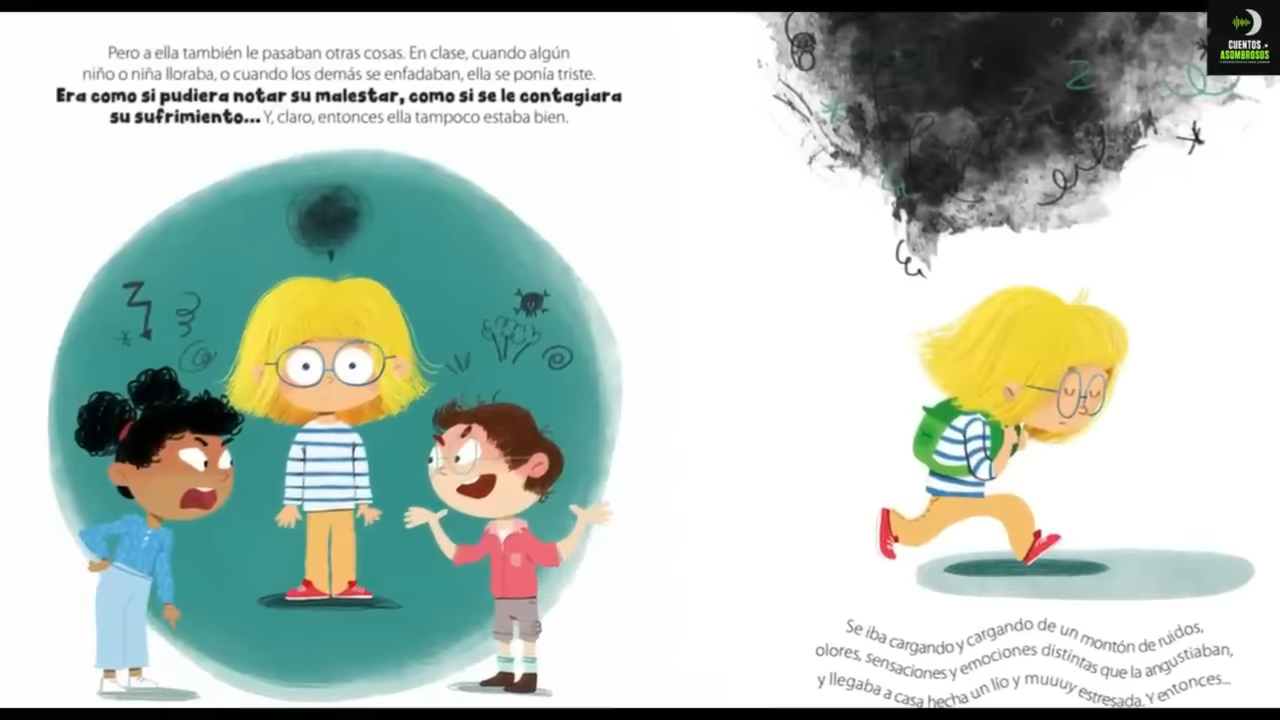 Pero a ella también le pasaban otras cosas. En clase, cuando algún
niño o niña lloraba, o cuando los demás se enfadaban, ella se ponía triste.
Era como si pudiera notar su malestar, como si se le contagiara
su sufrimiento... Y, claro, entonces ella tampoco estaba bien.
CUENTOS
ASOMBROSOS
Se iba cargando y cargando de un montón de ruidos,
olores, sensaciones y emociones distintas que la angustiaban,
y llegaba a casa hecha un lío y muuuy estresada. Y entonces...